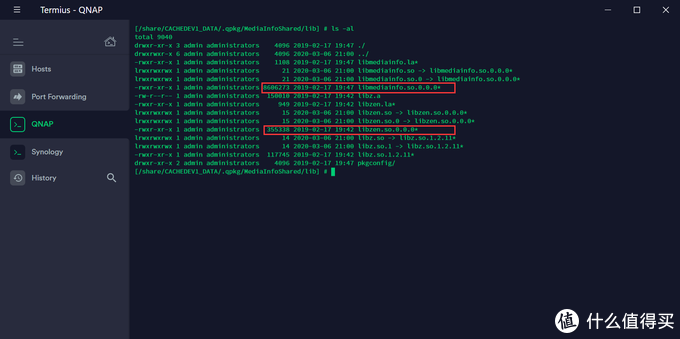 Termius - QNAP
Hosts
Port Forwarding
QNAP
Synology
History
[/share/CACHEDEV1_DATA/.qpkg/MediaInfoShared/lib] # ls -al
total 9040
drwxr-xr-x 3 admin administrators 4096 2019-02-17 19:47 ./
drwxr-xr-x 6 admin administrators 4096 2020-03-06 21:00 ../
-rwxr-xr-x 1 admin administrators 1108 2019-02-17 19:47 libmediainfo.la*
lrwxrwxrwx 1 admin administrators 21 2020-03-06 21:00 libmediainfo.so -> libmediainfo.so.0.0.0*
lrwxrwxrwx 1 admin administrators 21 2020-03-06 21:00 libmediainfo.so.0 -> libmediainfo.so.0.0.0*
-rwxr-xr-x 1 admin administrators 8606273 2019-02-17 19:47 libmediainfo.so.0.0.0*
-rw-r--r-- 1 admin administrators 150010 2019-02-17 19:42 libz.a
-rwxr-xr-x 1 admin administrators 949 2019-02-17 19:42 libzen.la*
lrwxrwxrwx 1 admin administrators 15 2020-03-06 21:00 libzen.so -> libzen.so.0.0.0*
lrwxrwxrwx 1 admin administrators 15 2020-03-06 21:00 libzen.so.0 -> libzen.so.0.0.0*
-rwxr-xr-x 1 admin administrators 355338 2019-02-17 19:42 libzen.so.0.0.0*
lrwxrwxrwx 1 admin administrators 14 2020-03-06 21:00 libz.so -> libz.so.1.2.11*
lrwxrwxrwx 1 admin administrators 14 2020-03-06 21:00 libz.so.1 -> libz.so.1.2.11*
-rwxr-xr-x 1 admin administrators 117745 2019-02-17 19:42 libz.so.1.2.11*
drwxr-xr-x 2 admin administrators 4096 2019-02-17 19:47 pkgconfig/
[/share/CACHEDEV1_DATA/.qpkg/MediaInfoShared/lib] #
值 什么值得买